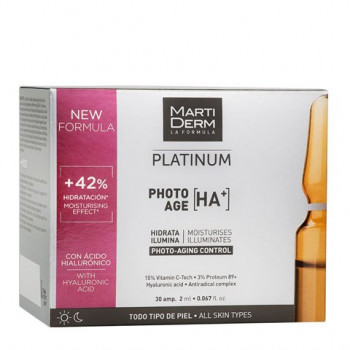 NEW
FORMULA
+42%
HIDRATACIÓN*
MOISTURISING
EFFECT*
CON ÁCIDO
HIALURÓNICO
WITH
HYALURONIC
ACID
MARTI
DERM
LA FORMULA
PLATINUM
PHOTO
AGE [HA+]
HIDRATA
ILUMINA
MOISTURISES
ILLUMINATES
PHOTO-AGING CONTROL
15% Vitamin C-Tech • 3% Proteum 89+
Hyaluronic acid • Antiradical complex
30 amp. 2 ml • 0.067 fl. oz
TODO TIPO DE PIEL • ALL SKIN TYPES